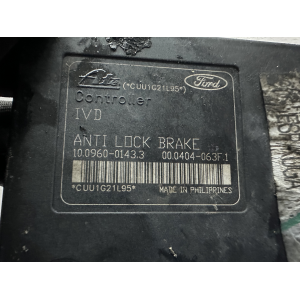 Ate (*CUU1G21L95*) Ford
Controller
IVD
ANTI LOCK BRAKE
10.0960-0143.3 00.0404-063F.1
*CUU1G21L95* MADE IN PHILIPPINES